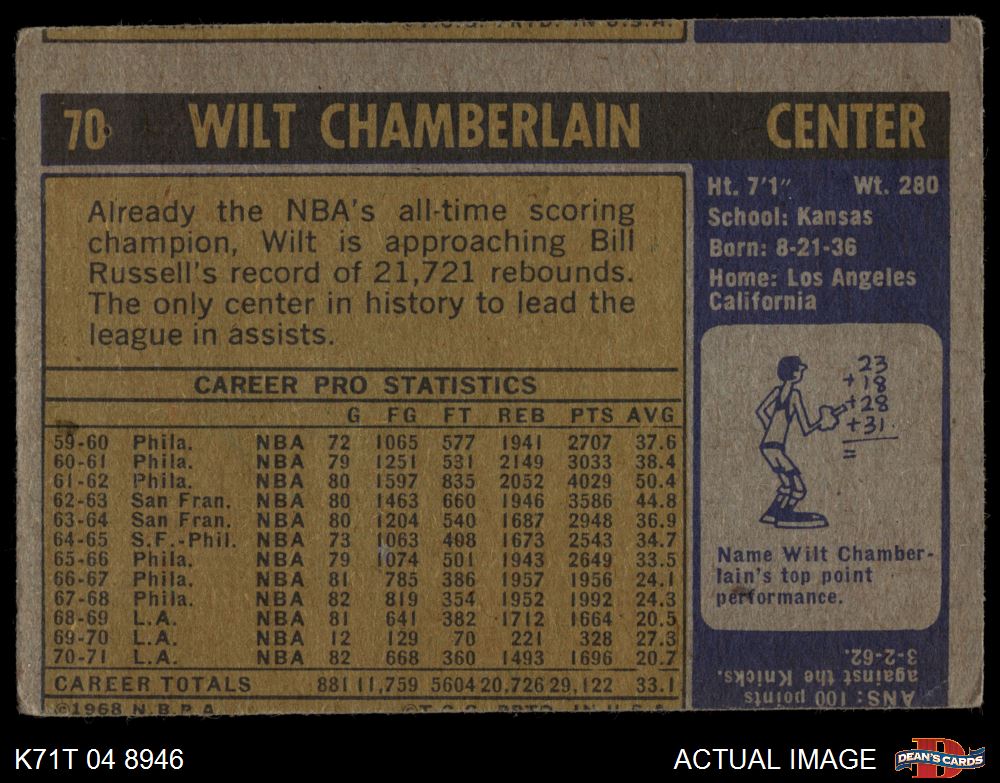 70 WILT CHAMBERLAIN CENTER
Already the NBA's all-time scoring
champion, Wilt is approaching Bill
Russell's record of 21,721 rebounds.
The only center in history to lead the
league in assists.
CAREER PRO STATISTICS
G FG FT REB PTS AVG
59-60 Phila. NBA 72 1065 577 1941 2707 37.6
60-61 Phila. NBA 79 1251 531 2149 3033 38.4
61-62 Phila. NBA 80 1597 835 2052 4029 50.4
62-63 San Fran. NBA 80 1463 660 1946 3586 44.8
63-64 San Fran. NBA 80 1204 540 1687 2948 36.9
64-65 S.F.-Phil. NBA 73 1063 408 1673 2543 34.7
65-66 Phila. NBA 79 1074 501 1943 2649 33.5
66-67 Phila. NBA 81 785 386 1957 1956 24.1
67-68 Phila. NBA 82 819 354 1952 1992 24.3
68-69 L.A. NBA 81 641 382 1712 1664 20.5
69-70 L.A. NBA 12 129 70 221 328 27.3
70-71 L.A. NBA 82 668 360 1493 1696 20.7
CAREER TOTALS 881 11,759 5604 20,726 29,122 33.1
©1968 N.B.P.A.
Ht. 7'1" Wt. 280
School: Kansas
Born: 8-21-36
Home: Los Angeles
California
23
+18
+28
+31
=
Name Wilt Chamber-
lain's top point
performance.
ANS: 100 points
against the Knicks.
3-2-62.
K71T 04 8946
ACTUAL IMAGE
D
DEAN'S CARDS